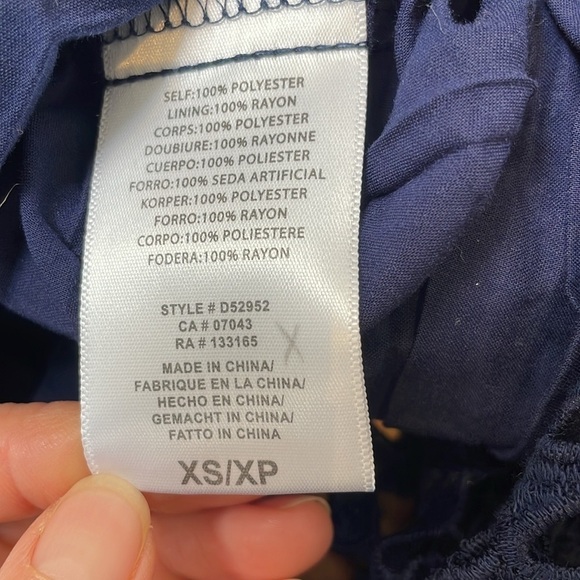 SELF:100% POLYESTER
LINING:100% RAYON
CORPS:100% POLYESTER
DOUBIURE:100% RAYONNE
CUERPO:100% POLIESTER
FORRO:100% SEDA ARTIFICIAL
KORPER:100% POLYESTER
FORRO:100% RAYON
CORPO:100% POLIESTERE
FODERA:100% RAYON
STYLE # D52952
CA # 07043
RA # 133165
X
MADE IN CHINA/
FABRIQUE EN LA CHINA/
HECHO EN CHINA/
GEMACHT IN CHINA/
FATTO IN CHINA
XS/XP